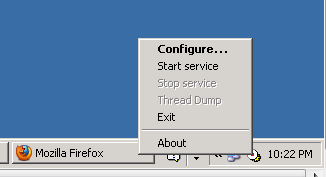 Configure...
Start service
Stop service
Thread Dump
Exit
About
Mozilla Firefox
10:22 PM